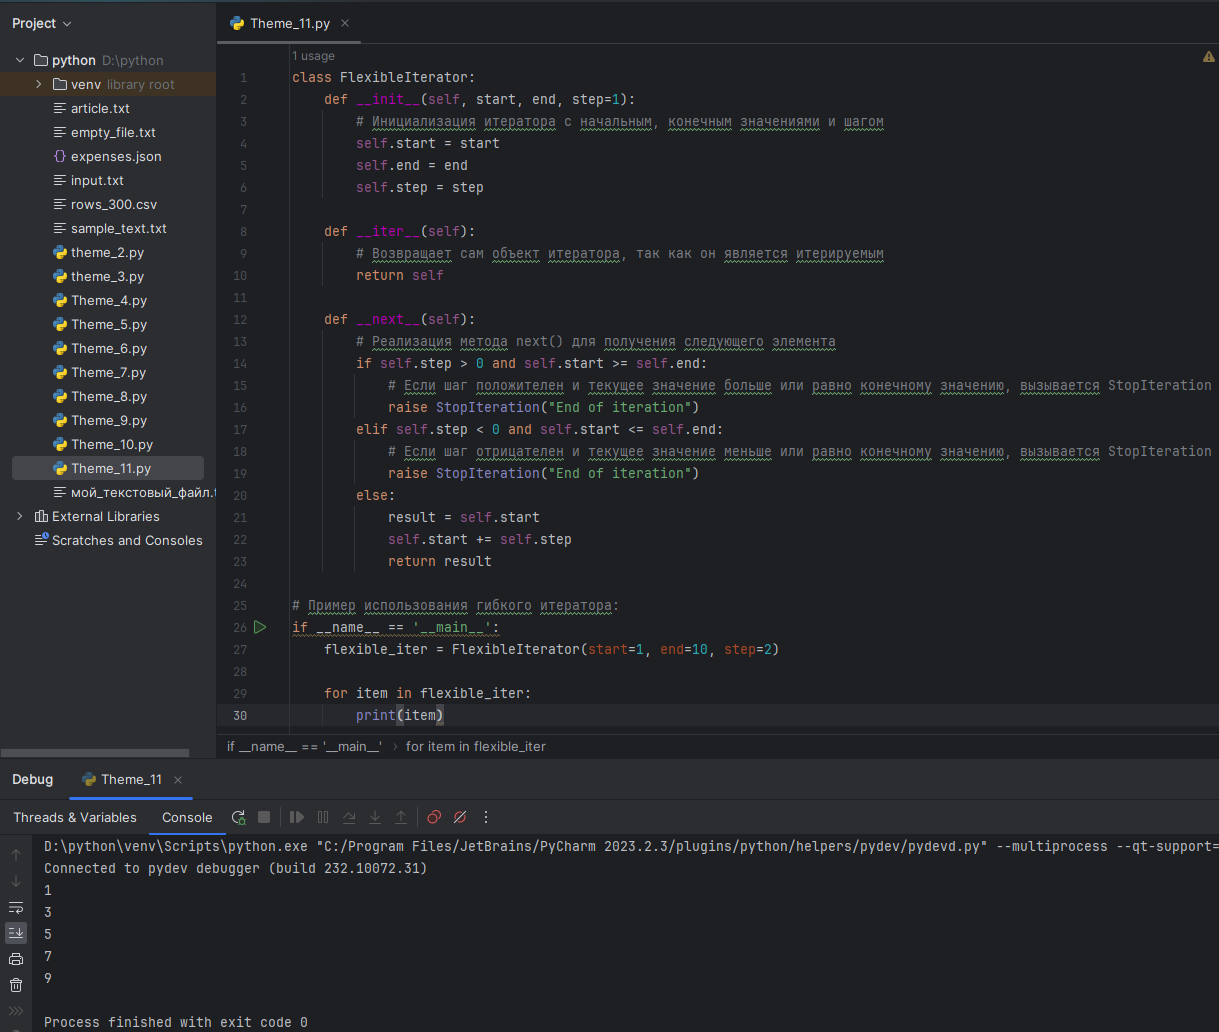 Project
python D:\python
venv library root
article.txt
empty_file.txt
expenses.json
input.txt
rows_300.csv
sample_text.txt
theme_2.py
theme_3.py
Theme_4.py
Theme_5.py
Theme_6.py
Theme_7.py
Theme_8.py
Theme_9.py
Theme_10.py
Theme_11.py
мой_текстовый_файл.
External Libraries
Scratches and Consoles
Theme_11.py
1 usage
1 class FlexibleIterator:
2 def __init__(self, start, end, step=1):
3 # Инициализация итератора с начальным, конечным значениями и шагом
4 self.start = start
5 self.end = end
6 self.step = step
7
8 def __iter__(self):
9 # Возвращает сам объект итератора, так как он является итерируемым
10 return self
11
12 def __next__(self):
13 # Реализация метода next() для получения следующего элемента
14 if self.step > 0 and self.start >= self.end:
15 # Если шаг положителен и текущее значение больше или равно конечному значению, вызывается StopIteration
16 raise StopIteration("End of iteration")
17 elif self.step < 0 and self.start <= self.end:
18 # Если шаг отрицателен и текущее значение меньше или равно конечному значению, вызывается StopIteration
19 raise StopIteration("End of iteration")
20 else:
21 result = self.start
22 self.start += self.step
23 return result
24
25 # Пример использования гибкого итератора:
26 if __name__ == '__main__':
27 flexible_iter = FlexibleIterator(start=1, end=10, step=2)
28
29 for item in flexible_iter:
30 print(item)
if __name__ == '__main__' › for item in flexible_iter
Debug Theme_11
Threads & Variables Console
D:\python\venv\Scripts\python.exe "C:/Program Files/JetBrains/PyCharm 2023.2.3/plugins/python/helpers/pydev/pydevd.py" --multiprocess --qt-support=
Connected to pydev debugger (build 232.10072.31)
1
3
5
7
9
Process finished with exit code 0